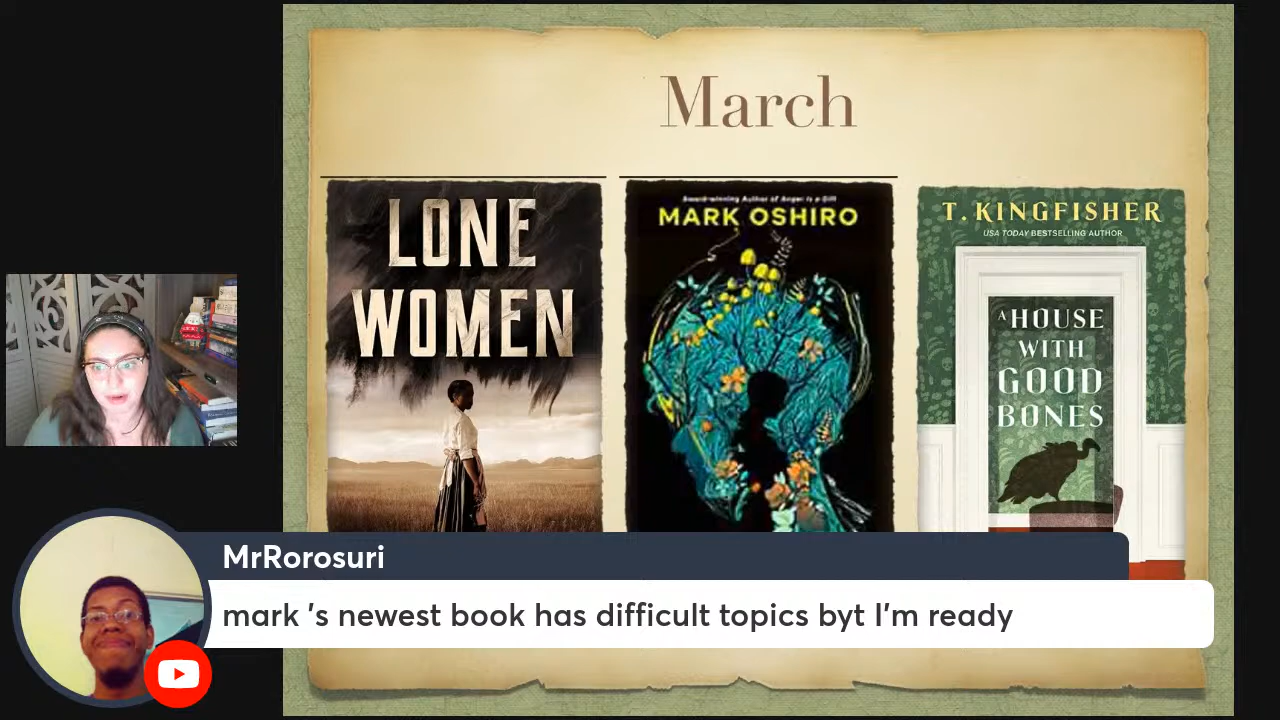 March
LONE
WOMEN
Award-winning Author of Anger is a Gift
MARK OSHIRO
T. KINGFISHER
USA TODAY BESTSELLING AUTHOR
A HOUSE
WITH
GOOD
BONES
MrRorosuri
mark 's newest book has difficult topics byt I'm ready